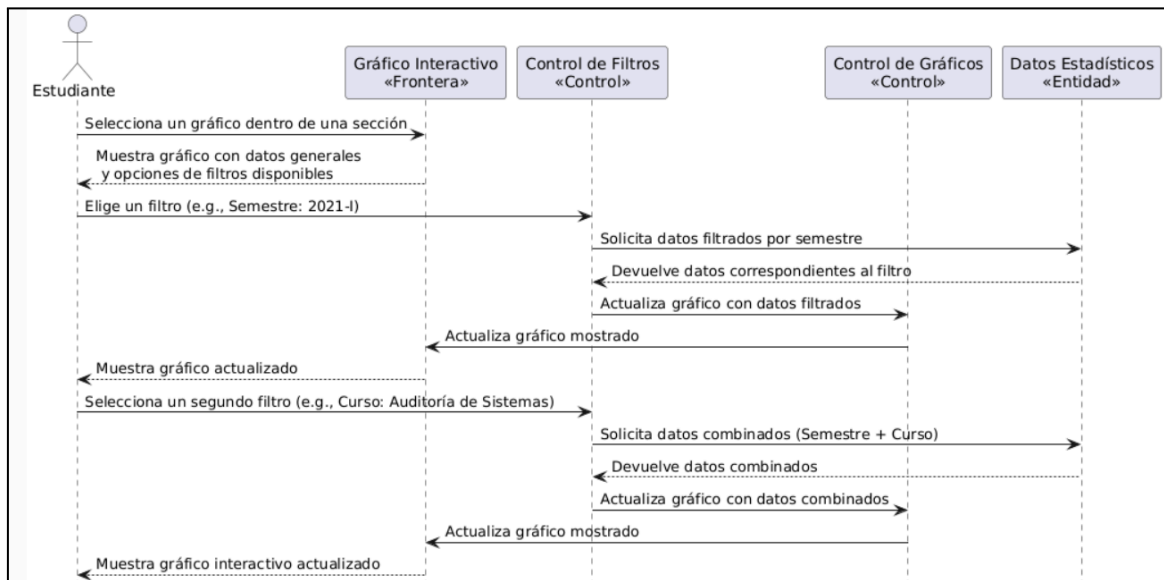 Estudiante
Gráfico Interactivo
«Frontera»
Control de Filtros
«Control»
Control de Gráficos
«Control»
Datos Estadísticos
«Entidad»
Selecciona un gráfico dentro de una sección
Muestra gráfico con datos generales
y opciones de filtros disponibles
Elige un filtro (e.g., Semestre: 2021-I)
Solicita datos filtrados por semestre
Devuelve datos correspondientes al filtro
Actualiza gráfico con datos filtrados
Actualiza gráfico mostrado
Muestra gráfico actualizado
Selecciona un segundo filtro (e.g., Curso: Auditoría de Sistemas)
Solicita datos combinados (Semestre + Curso)
Devuelve datos combinados
Actualiza gráfico con datos combinados
Actualiza gráfico mostrado
Muestra gráfico interactivo actualizado